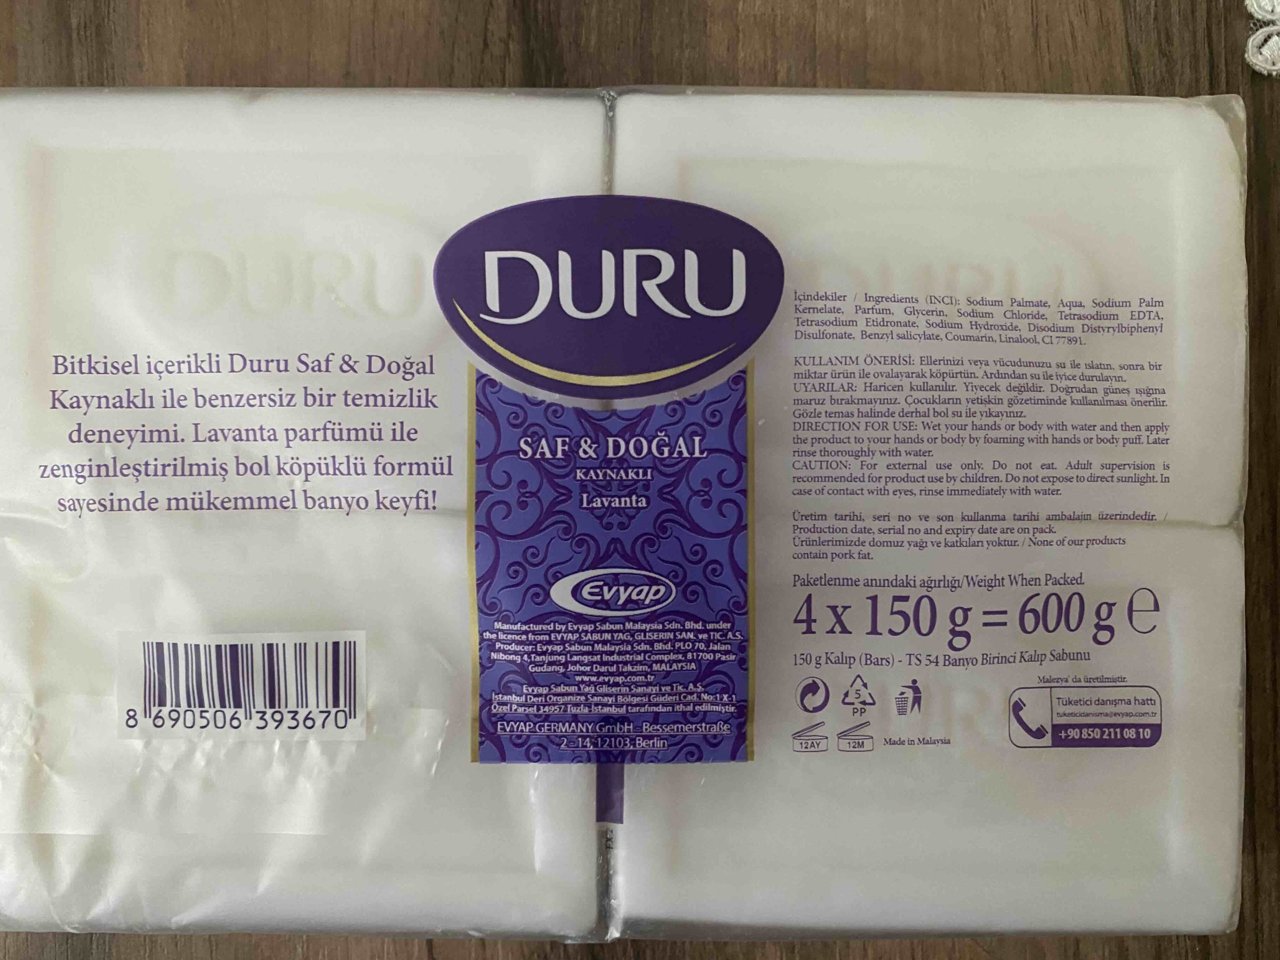 Bitkisel içerikli Duru Saf & Doğal
Kaynaklı ile benzersiz bir temizlik
deneyimi. Lavanta parfümü ile
zenginleştirilmiş bol köpüklü formül
sayesinde mükemmel banyo keyfi!
8 690506 393670
DURU
SAF & DOĞAL
KAYNAKLI
Lavanta
Evyap
Manufactured by Evyap Sabun Malaysia Sdn. Bhd. under
the licence from EVYAP SABUN YAG, GLISERIN SAN. ve TIC. A.S.
Producer: Evyap Sabun Malaysia Sdn. Bhd. PLO 70, Jalan
Nibong 4,Tanjung Langsat Industrial Complex, 81700 Pasir
Gudang, Johor Darul Takzim, MALAYSIA
www.evyap.com.tr
Evyap Sabun Yağ Gliserin Sanayi ve Tic. A.Ş.
İstanbul Deri Organize Sanayi Bölgesi Güderi Cad. No:1 X-1
Özel Parsel 34957 Tuzla-İstanbul tarafından ithal edilmiştir.
EVYAP GERMANY GmbH - Bessemerstraße
2 - 14, 12103, Berlin
İçindekiler / Ingredients (INCI): Sodium Palmate, Aqua, Sodium Palm
Kernelate, Parfum, Glycerin, Sodium Chloride, Tetrasodium EDTA,
Tetrasodium Etidronate, Sodium Hydroxide, Disodium Distyrylbiphenyl
Disulfonate, Benzyl salicylate, Coumarin, Linalool, CI 77891.
KULLANIM ÖNERİSİ: Ellerinizi veya vücudunuzu su ile ıslatın, sonra bir
miktar ürün ile ovalayarak köpürtün. Ardından su ile iyice durulayın.
UYARILAR: Haricen kullanılır. Yiyecek değildir. Doğrudan güneş ışığına
maruz bırakmayınız. Çocukların yetişkin gözetiminde kullanılması önerilir.
Gözle temas halinde derhal bol su ile yıkayınız.
DIRECTION FOR USE: Wet your hands or body with water and then apply
the product to your hands or body by foaming with hands or body puff. Later
rinse thoroughly with water.
CAUTION: For external use only. Do not eat. Adult supervision is
recommended for product use by children. Do not expose to direct sunlight. In
case of contact with eyes, rinse immediately with water.
Üretim tarihi, seri no ve son kullanma tarihi ambalajın üzerindedir. /
Production date, serial no and expiry date are on pack.
Ürünlerimizde domuz yağı ve katkıları yoktur. / None of our products
contain pork fat.
Paketlenme anındaki ağırlığı/Weight When Packed.
4 x 150 g = 600 g e
150 g Kalıp (Bars) - TS 54 Banyo Birinci Kalıp Sabunu
5
PP
12AY
12M
Made in Malaysia
Malezya' da üretilmiştir.
Tüketici danışma hattı
tuketicidanisma@evyap.com.tr
+90 850 211 08 10